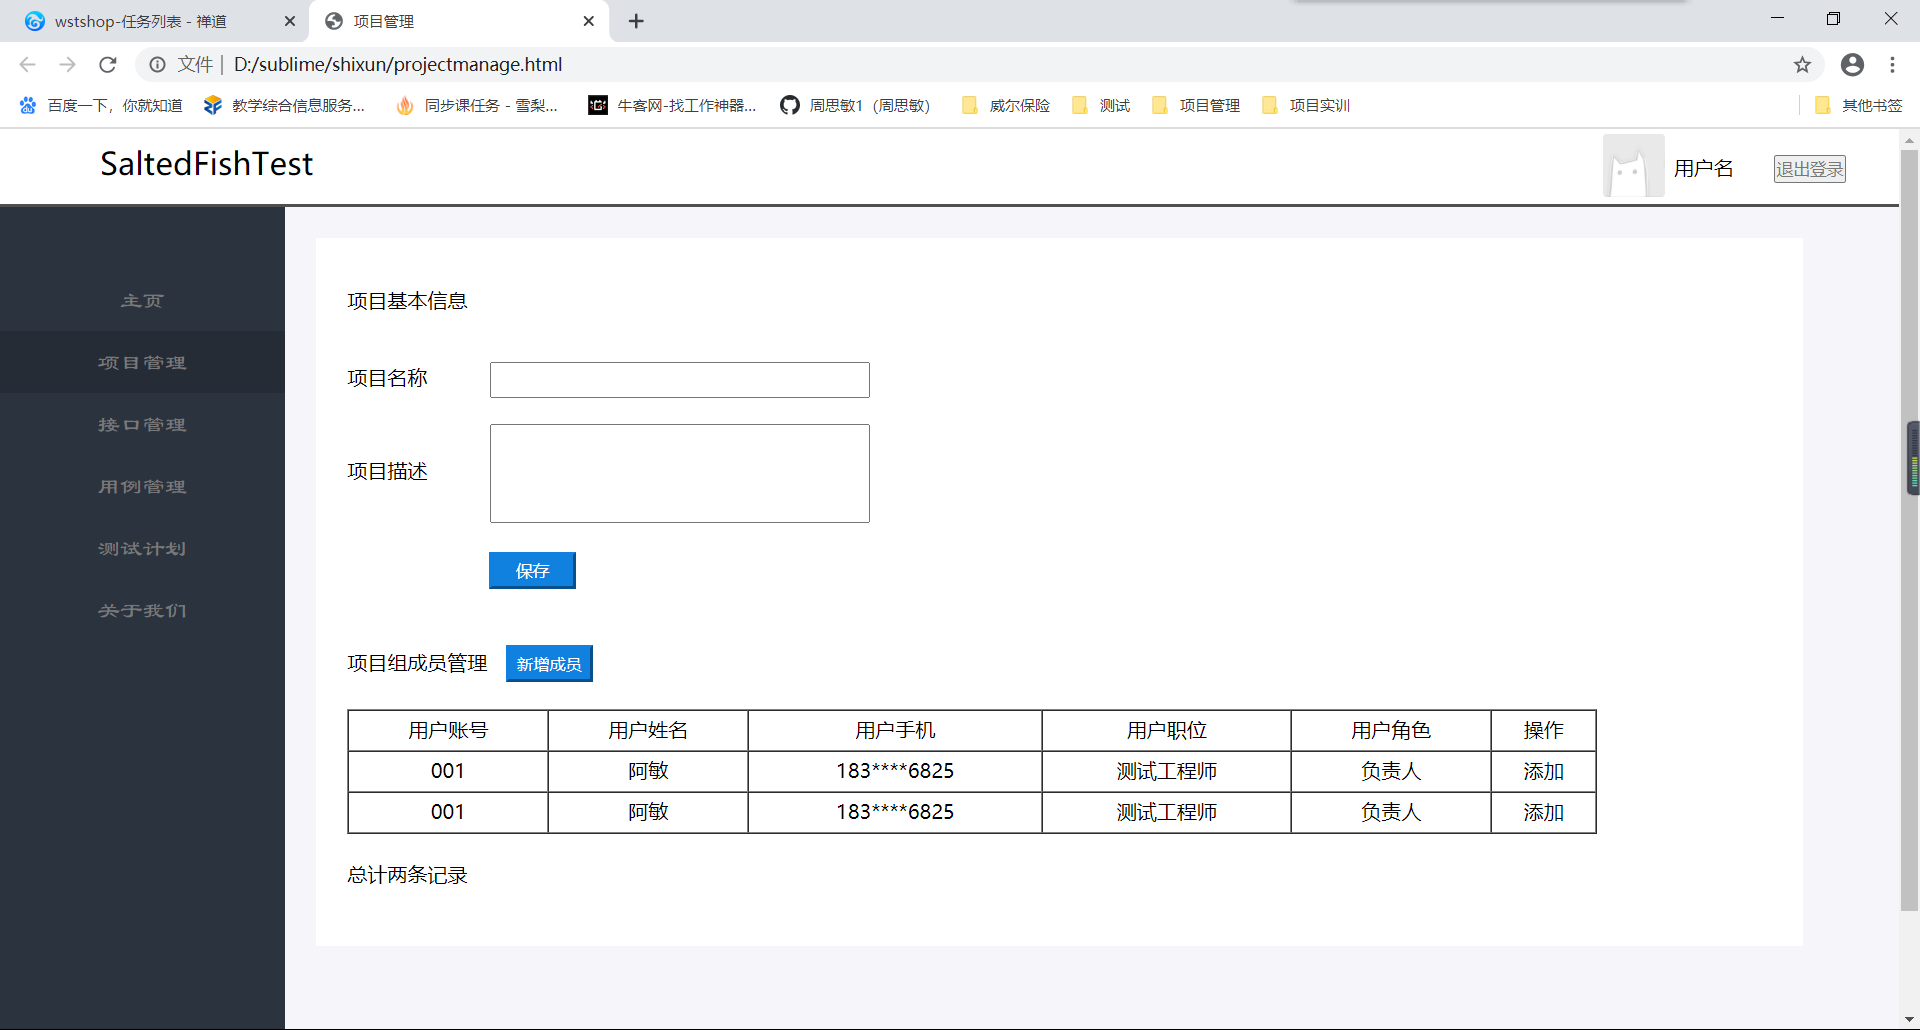 wstshop-任务列表 - 禅道
项目管理
文件 | D:/sublime/shixun/projectmanage.html
百度一下，你就知道 教学综合信息服务... 同步课任务 - 雪梨... 牛客网-找工作神器... 周思敏1（周思敏） 威尔保险 测试 项目管理 项目实训 其他书签
SaltedFishTest
用户名 退出登录
主页
项目管理
接口管理
用例管理
测试计划
关于我们
项目基本信息
项目名称
项目描述
保存
项目组成员管理 新增成员
用户账号 用户姓名 用户手机 用户职位 用户角色 操作
001 阿敏 183****6825 测试工程师 负责人 添加
001 阿敏 183****6825 测试工程师 负责人 添加
总计两条记录